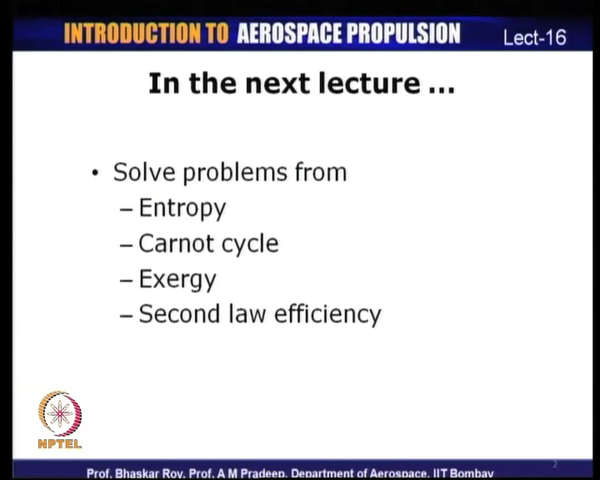 INTRODUCTION TO AEROSPACE PROPULSION
Lect-16
In the next lecture ...
• Solve problems from
– Entropy
– Carnot cycle
– Exergy
– Second law efficiency
NPTEL
2
Prof. Bhaskar Roy, Prof. A M Pradeep, Department of Aerospace, IIT Bombay